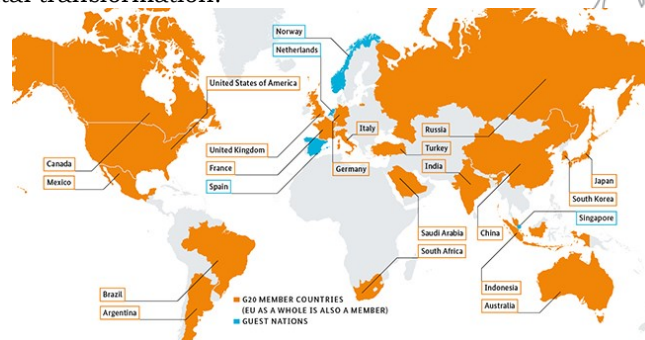 tal transformation.
Norway
Netherlands
United States of America
Italy
Russia
United Kingdom
Turkey
Canada
France
Germany
India
Mexico
Spain
Japan
South Korea
Singapore
Saudi Arabia
China
South Africa
Indonesia
Brazil
Australia
Argentina
G20 MEMBER COUNTRIES
(EU AS A WHOLE IS ALSO A MEMBER)
GUEST NATIONS